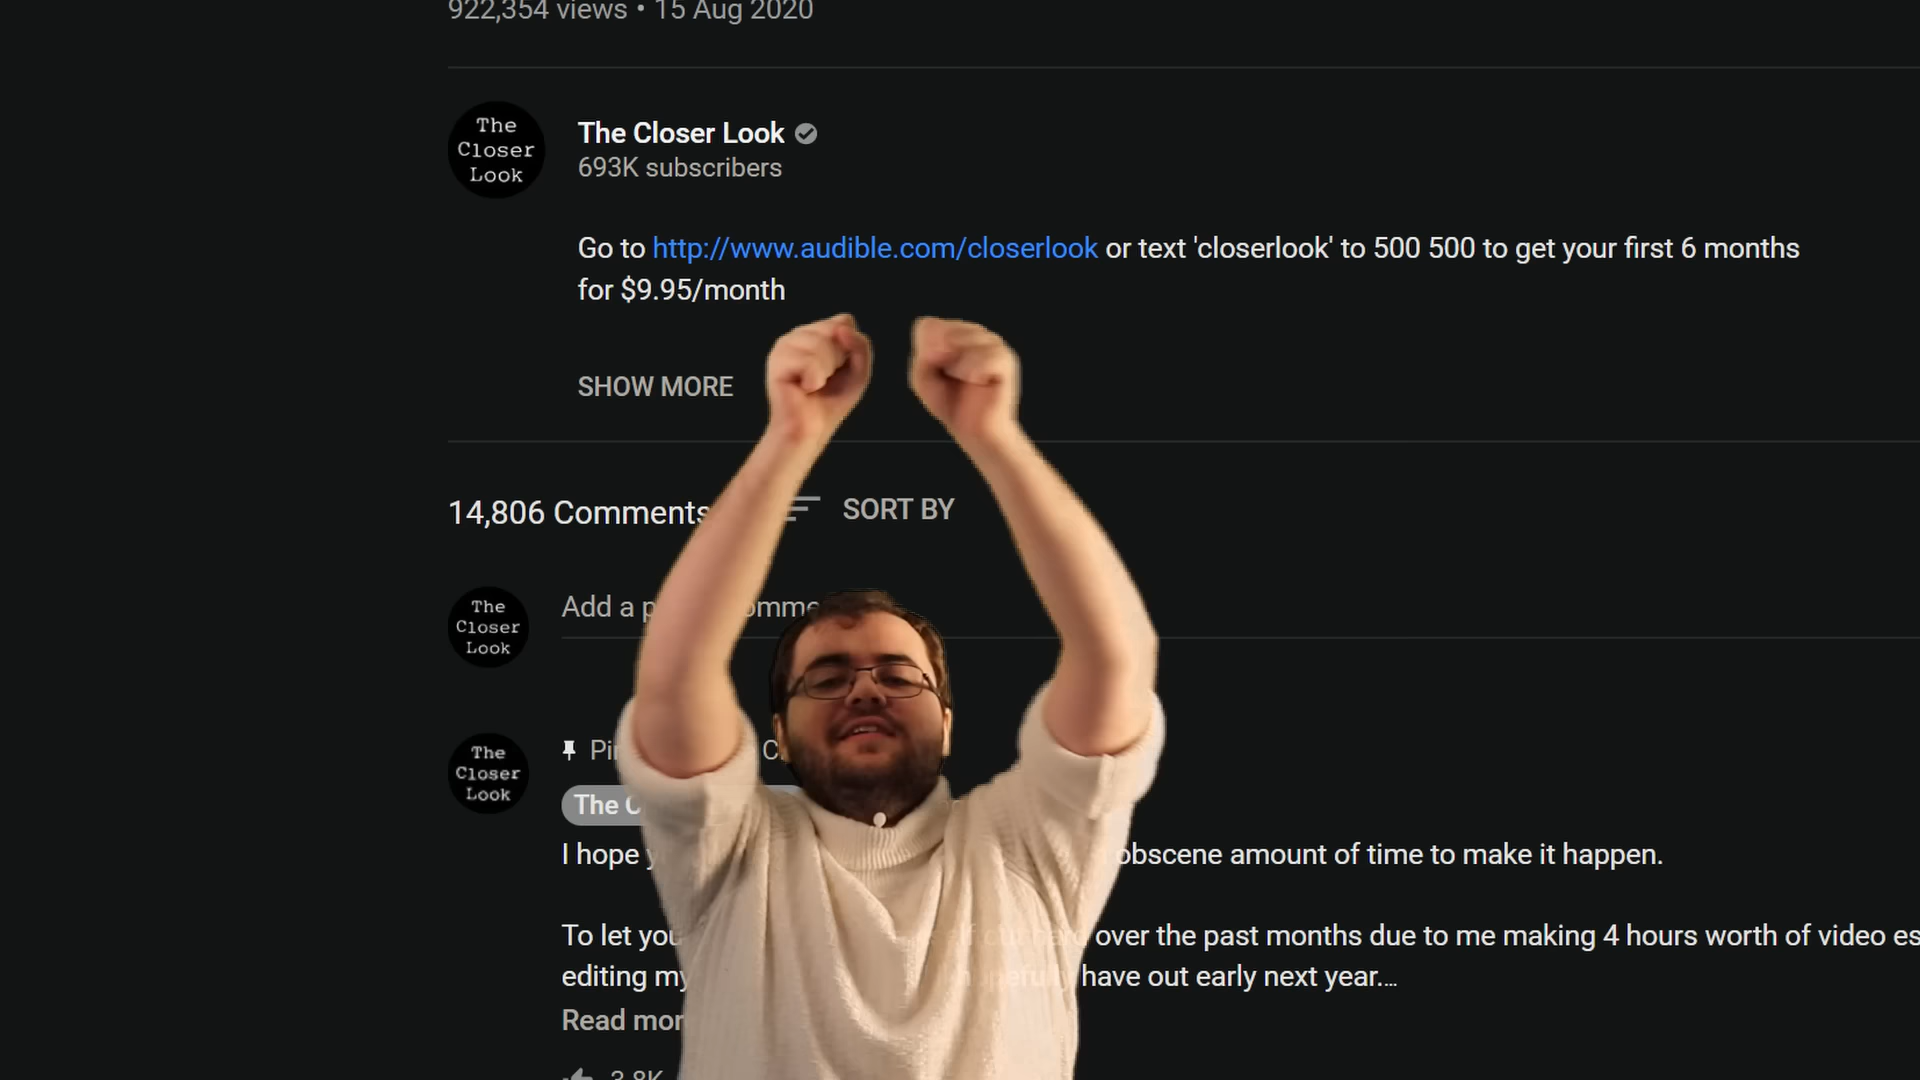 922,354 views • 15 Aug 2020
The
Closer
Look
The Closer Look
693K subscribers
Go to http://www.audible.com/closerlook or text 'closerlook' to 500 500 to get your first 6 months
for $9.95/month
SHOW MORE
14,806 Comments
SORT BY
The
Closer
Look
Add a
The
Closer
Look
The
I hope
obscene amount of time to make it happen.
To let you
over the past months due to me making 4 hours worth of video
editing my
hopefully have out early next year...
Read more
3.8K